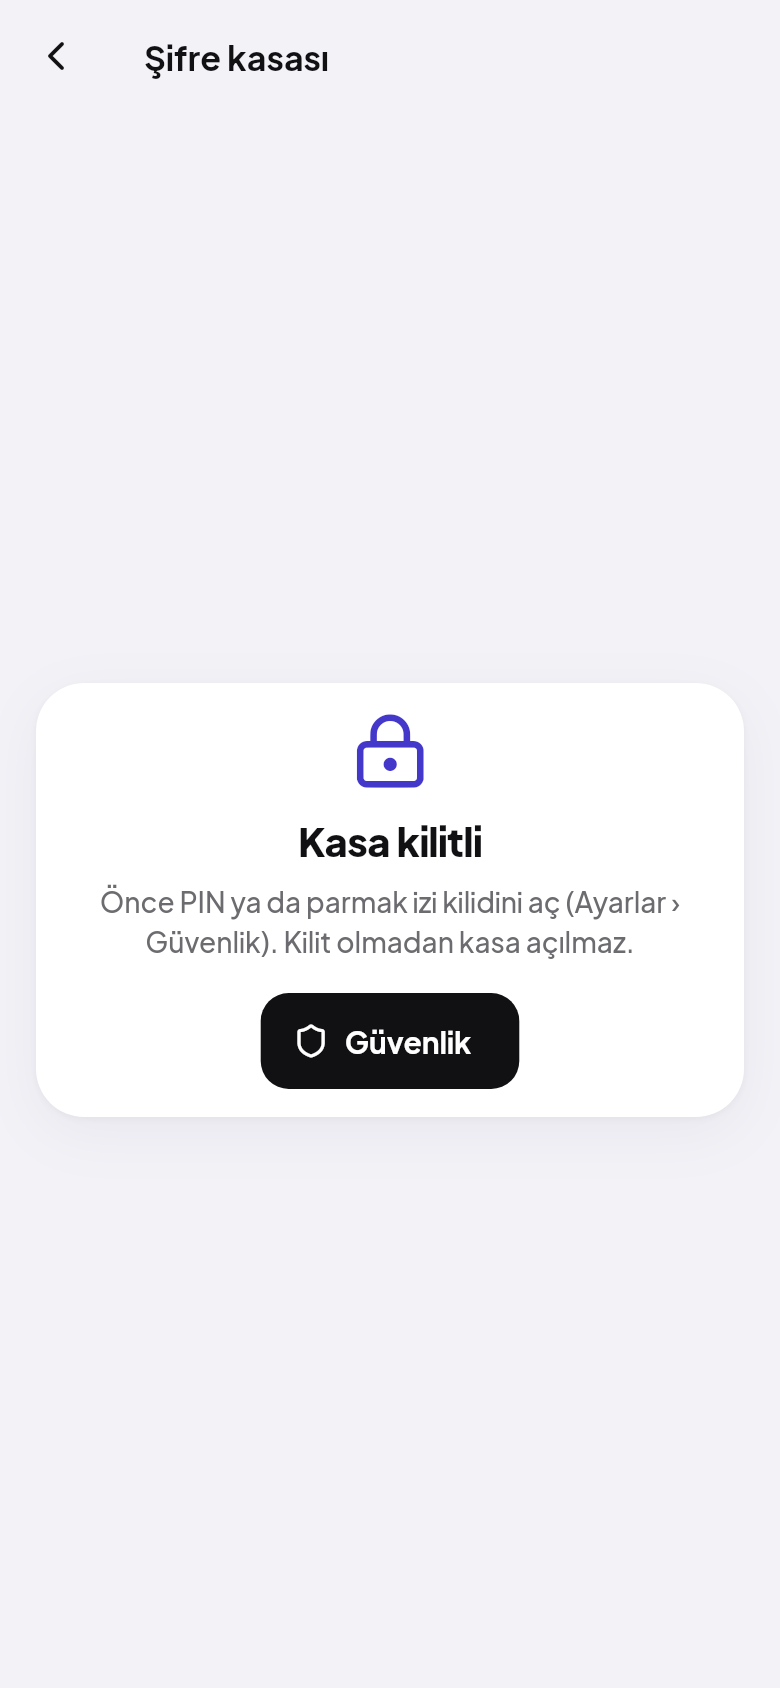 Şifre kasası
Kasa kilitli
Önce PIN ya da parmak izi kilidini aç (Ayarlar ›
Güvenlik). Kilit olmadan kasa açılmaz.
Güvenlik